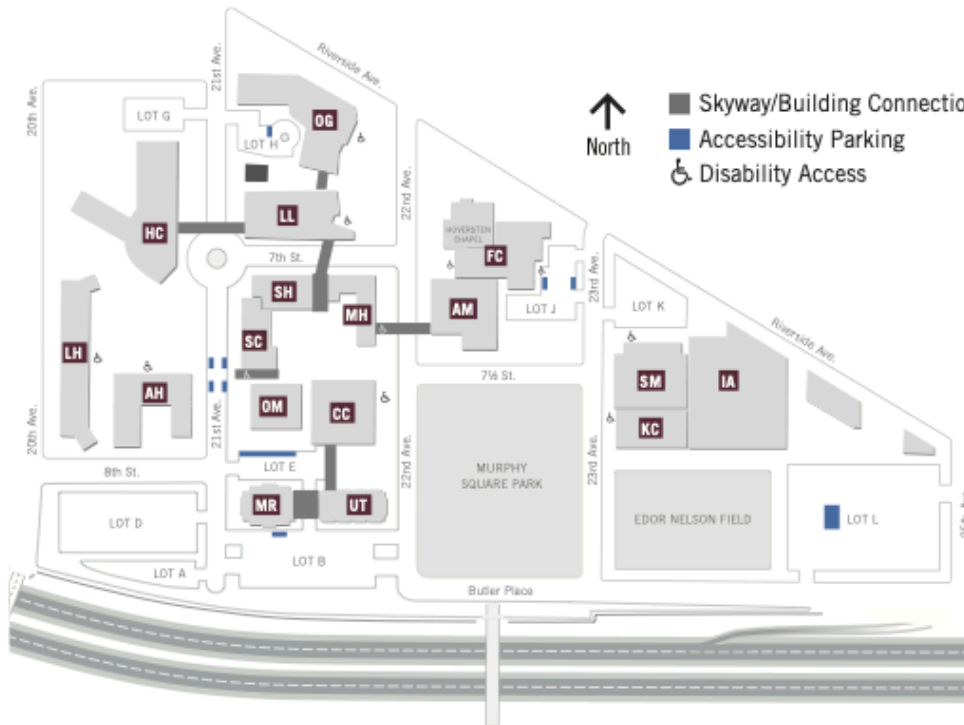 Riverside Ave.
21st Ave.
20th Ave.
LOT G
OG
LOT H
North
Skyway/Building Connectio
Accessibility Parking
Disability Access
22nd Ave.
LL
HC
HOVERSTEN
CHAPEL
FC
7th St.
23rd Ave.
SH
MH
AM
LOT J
LOT K
Riverside Ave.
SC
LH
7½ St.
AH
SM
IA
OM
CC
KC
20th Ave.
21st Ave.
22nd Ave.
23rd Ave.
8th St.
LOT E
MURPHY
SQUARE PARK
MR
UT
LOT D
EDOR NELSON FIELD
LOT L
LOT A
LOT B
Butler Place